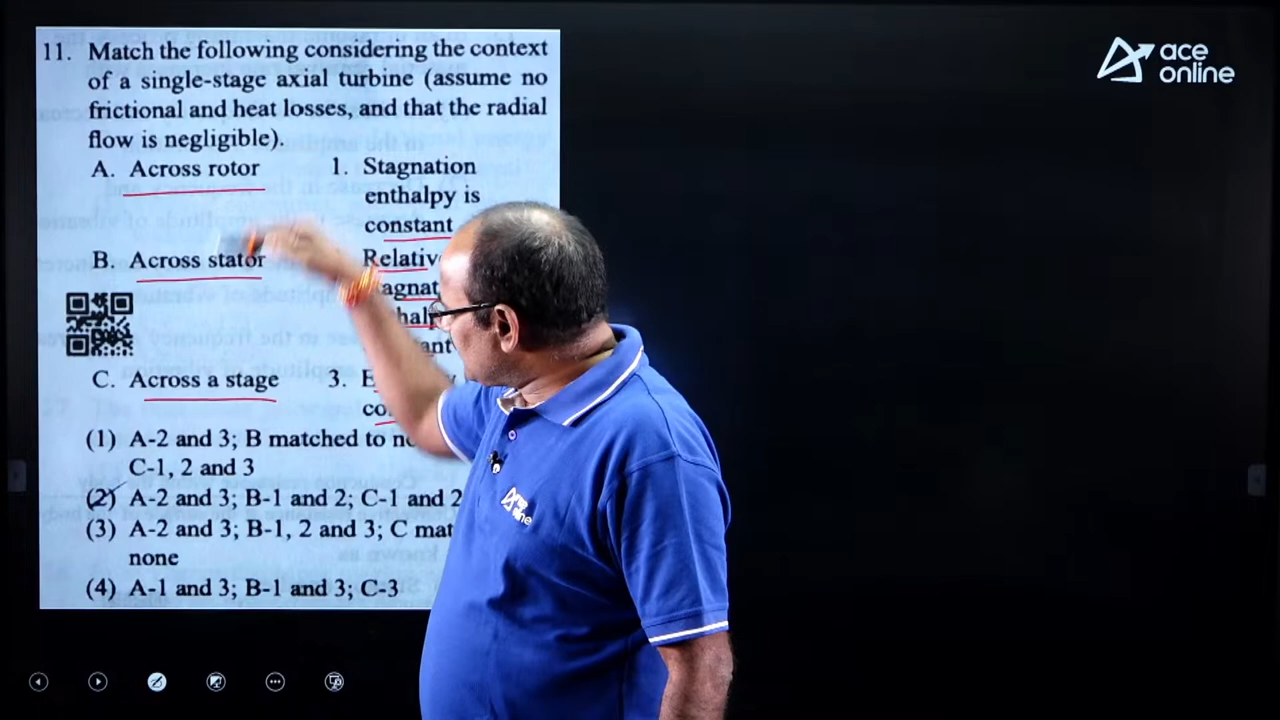 11. Match the following considering the context
of a single-stage axial turbine (assume no
frictional and heat losses, and that the radial
flow is negligible).
A. Across rotor 1. Stagnation
enthalpy is
constant
B. Across stator
C. Across a stage 3.
(1) A-2 and 3; B matched to
C-1, 2 and 3
(2) A-2 and 3; B-1 and 2; C-1 and 2
(3) A-2 and 3; B-1, 2 and 3; C
none
(4) A-1 and 3; B-1 and 3; C-3
ace
online